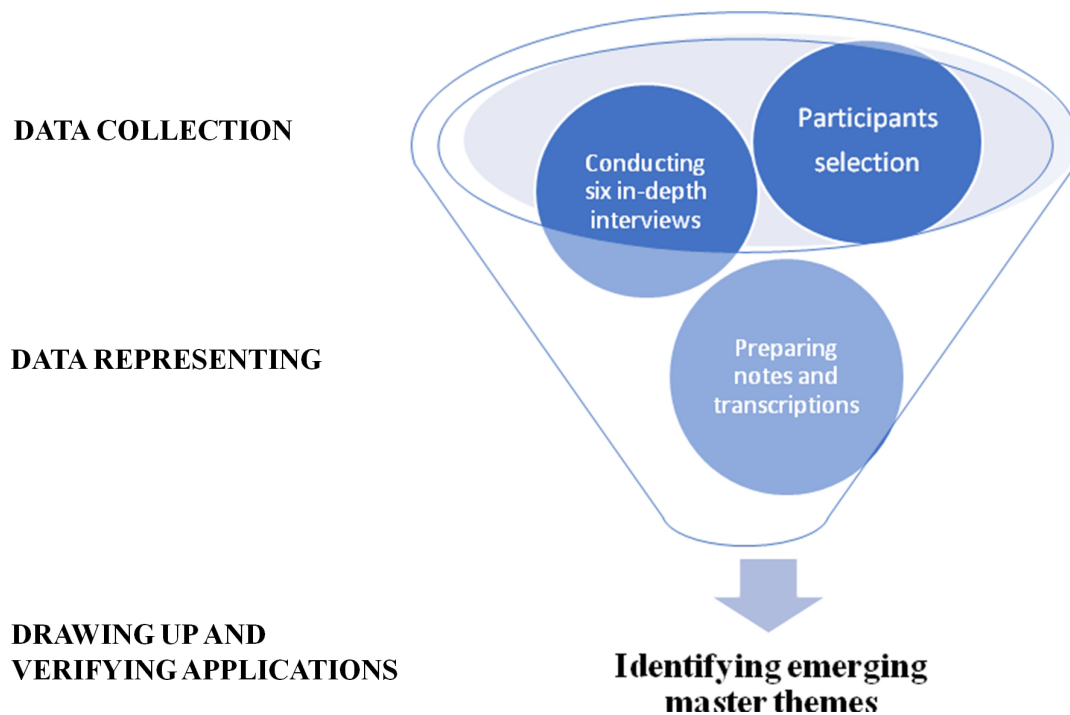 DATA COLLECTION
Participants
selection
Conducting
six in-depth
interviews
DATA REPRESENTING
Preparing
notes and
transcriptions
DRAWING UP AND
VERIFYING APPLICATIONS
Identifying emerging
master themes